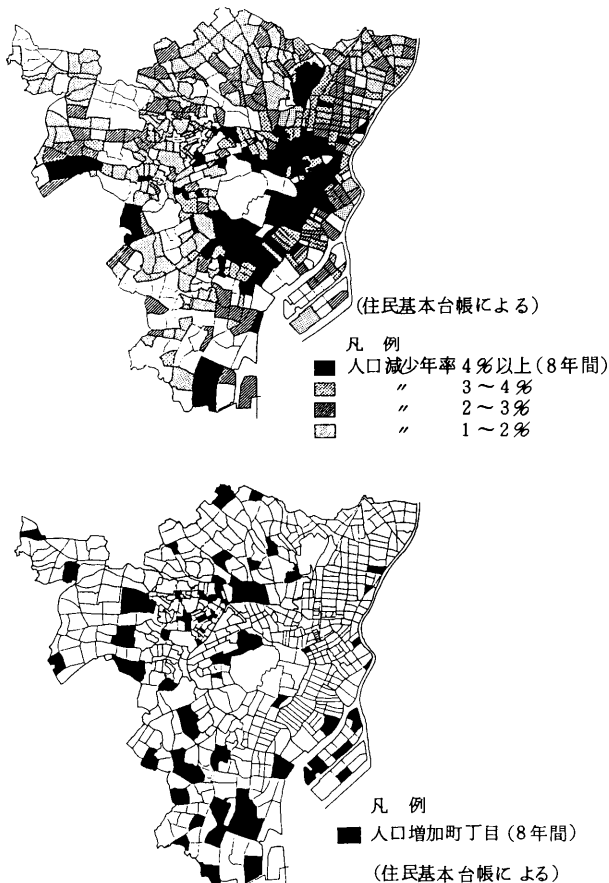 (住民基本台帳による)
凡 例
人口減少年率 4%以上(8年間)
〃 3~4%
〃 2~3%
〃 1~2%
凡 例
人口増加町丁目(8年間)
(住民基本台帳による)